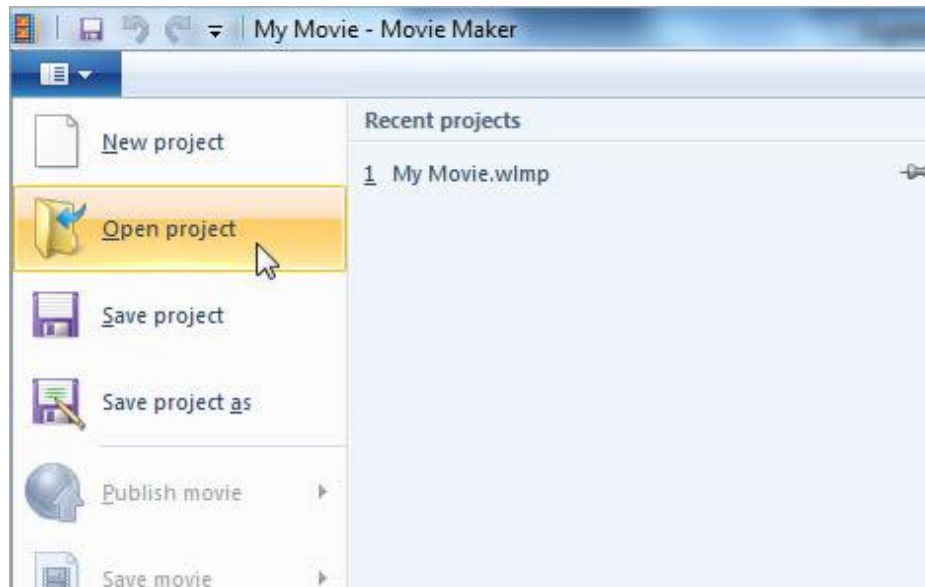 My Movie - Movie Maker
New project
Open project
Save project
Save project as
Publish movie
Save movie
Recent projects
1 My Movie.wlmp